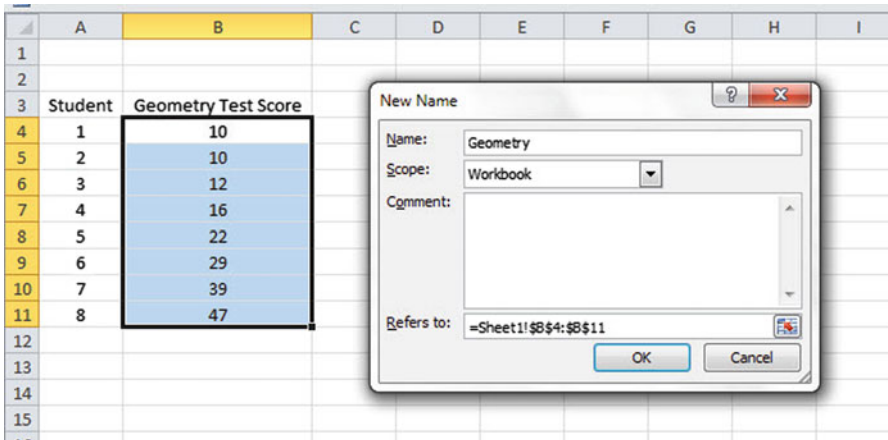 A B C D E F G H I
1
2
3 Student Geometry Test Score
4 1 10
5 2 10
6 3 12
7 4 16
8 5 22
9 6 29
10 7 39
11 8 47
12
13
14
15
New Name
Name: Geometry
Scope: Workbook
Comment:
Refers to: =Sheet1!$B$4:$B$11
OK Cancel